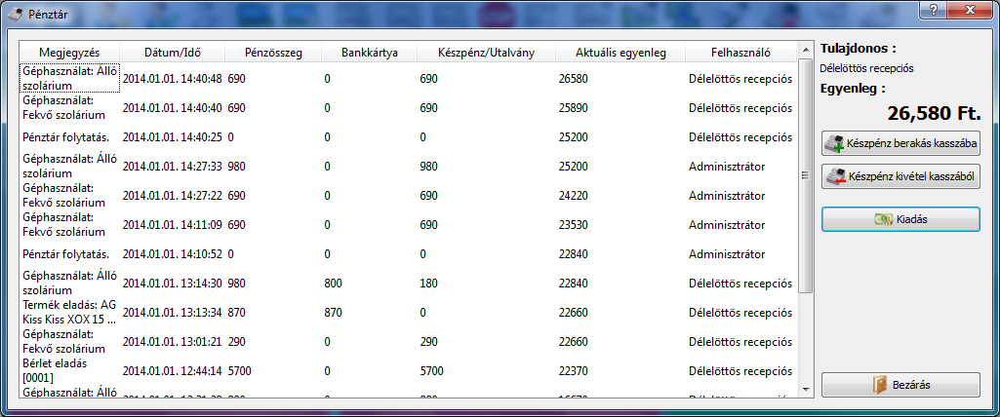 Pénztár
Megjegyzés Dátum/Idő Pénzösszeg Bankkártya Készpénz/Utalvány Aktuális egyenleg Felhasználó
Géphasználat: Álló
szolárium 2014.01.01. 14:40:48 690 0 690 26580 Délelöttös recepciós
Géphasználat:
Fekvő szolárium 2014.01.01. 14:40:40 690 0 690 25890 Délelöttös recepciós
Pénztár folytatás. 2014.01.01. 14:40:25 0 0 0 25200 Délelöttös recepciós
Géphasználat: Álló
szolárium 2014.01.01. 14:27:33 980 0 980 25200 Adminisztrátor
Géphasználat:
Fekvő szolárium 2014.01.01. 14:27:22 690 0 690 24220 Adminisztrátor
Géphasználat:
Fekvő szolárium 2014.01.01. 14:11:09 690 0 690 23530 Adminisztrátor
Pénztár folytatás. 2014.01.01. 14:10:52 0 0 0 22840 Adminisztrátor
Géphasználat: Álló
szolárium 2014.01.01. 13:14:30 980 800 180 22840 Délelöttös recepciós
Termék eladás: AG
Kiss Kiss XOX 15 ... 2014.01.01. 13:13:34 870 870 0 22660 Délelöttös recepciós
Géphasználat:
Fekvő szolárium 2014.01.01. 13:01:21 290 0 290 22660 Délelöttös recepciós
Bérlet eladás
[0001] 2014.01.01. 12:44:14 5700 0 5700 22370 Délelöttös recepciós
Géphasználat: Álló
Tulajdonos :
Délelöttös recepciós
Egyenleg :
26,580 Ft.
Készpénz berakás kasszába
Készpénz kivétel kasszából
Kiadás
Bezárás